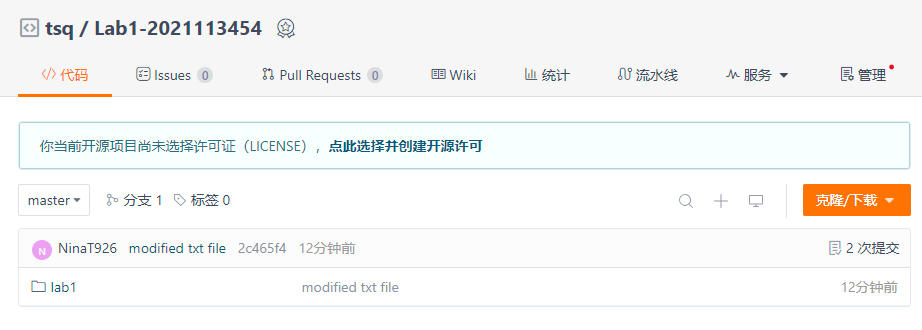 tsq / Lab1-2021113454
代码 Issues 0 Pull Requests 0 Wiki 统计 流水线 服务 管理
你当前开源项目尚未选择许可证（LICENSE），点此选择并创建开源许可
master 分支 1 标签 0 克隆/下载
N NinaT926 modified txt file 2c465f4 12分钟前 2 次提交
lab1 modified txt file 12分钟前